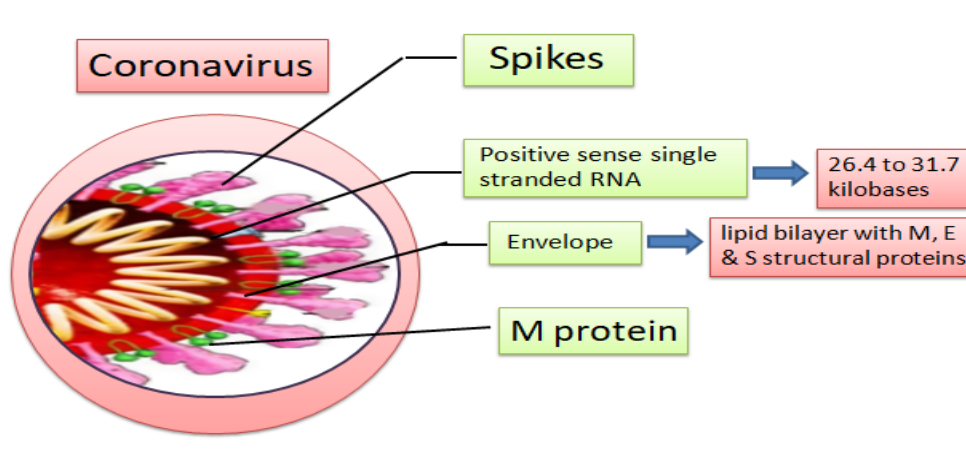 Coronavirus
Spikes
Positive sense single
stranded RNA
26.4 to 31.7
kilobases
Envelope
lipid bilayer with M, E
& S structural proteins
M protein